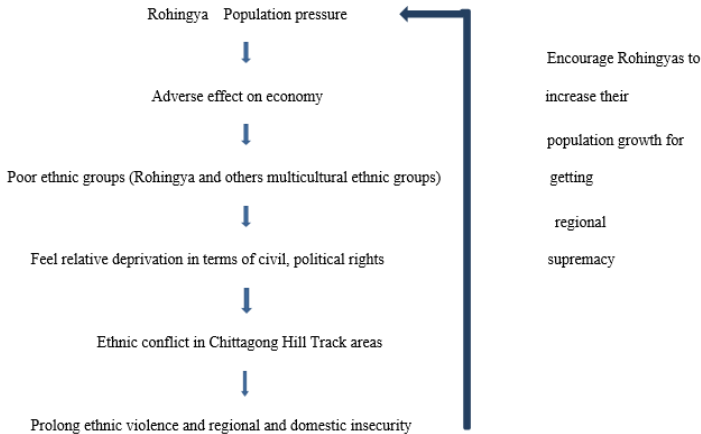 Rohingya Population pressure
Adverse effect on economy
Poor ethnic groups (Rohingya and others multicultural ethnic groups)
Feel relative deprivation in terms of civil, political rights
Ethnic conflict in Chittagong Hill Track areas
Prolong ethnic violence and regional and domestic insecurity
Encourage Rohingyas to
increase their
population growth for
getting
regional
supremacy